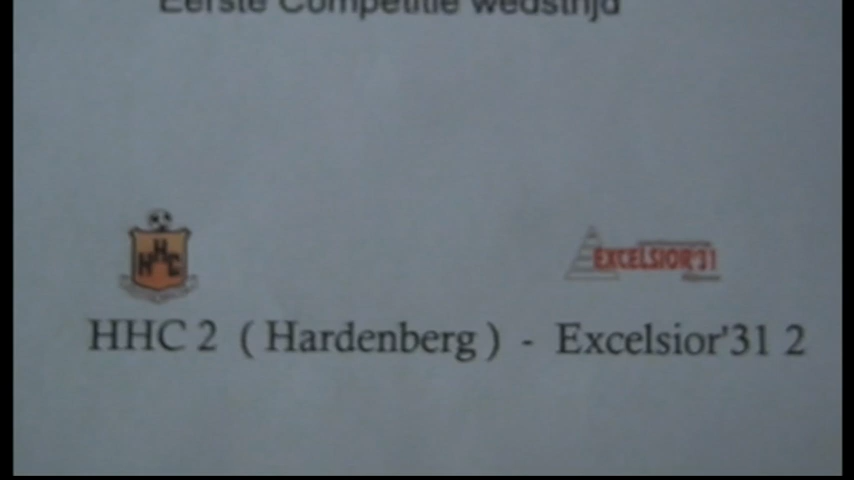 Eerste Competitie wedstrijd
HHC
EXCELSIOR'31
HHC 2 ( Hardenberg ) - Excelsior'31 2